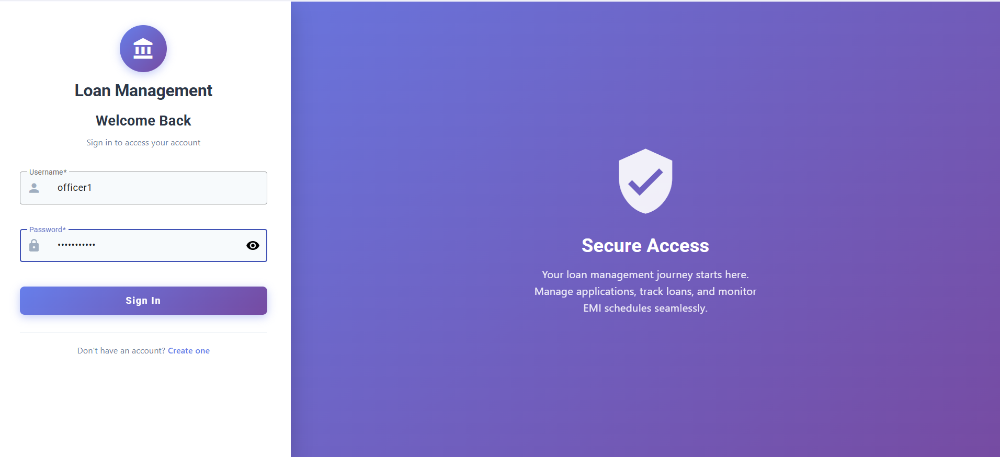 Loan Management
Welcome Back
Sign in to access your account
Username*
officer1
Password*
•••••••••••
Sign In
Don't have an account? Create one
Secure Access
Your loan management journey starts here.
Manage applications, track loans, and monitor
EMI schedules seamlessly.